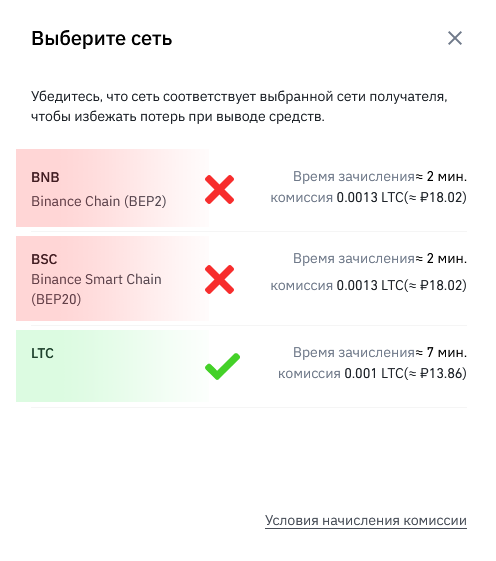 Выберите сеть
Убедитесь, что сеть соответствует выбранной сети получателя,
чтобы избежать потерь при выводе средств.
BNB
Binance Chain (BEP2)
Время зачисления≈ 2 мин.
комиссия 0.0013 LTC(≈ ₽18.02)
BSC
Binance Smart Chain
(BEP20)
Время зачисления≈ 2 мин.
комиссия 0.0013 LTC(≈ ₽18.02)
LTC
Время зачисления≈ 7 мин.
комиссия 0.001 LTC(≈ ₽13.86)
Условия начисления комиссии